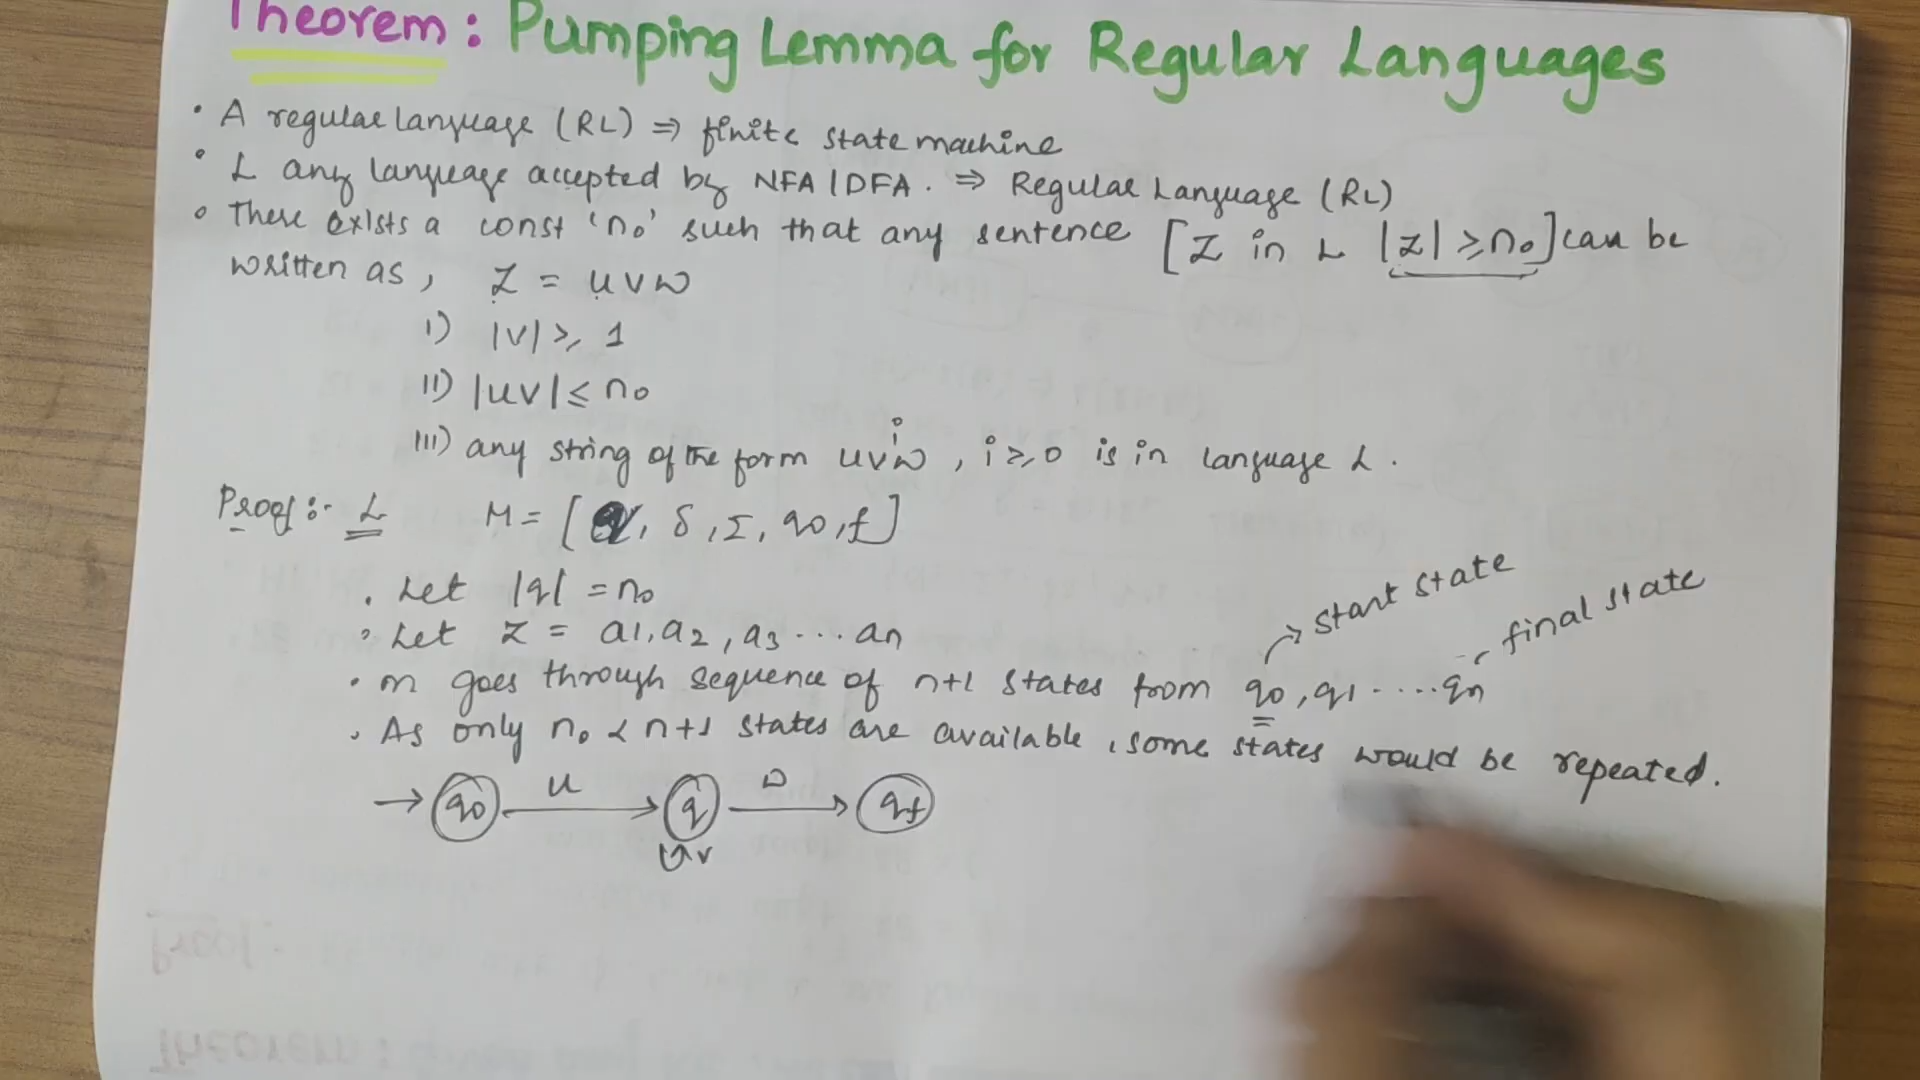 Theorem: Pumping Lemma for Regular Languages
• A regular language (RL) ⇒ finite state machine
• L any language accepted by NFA|DFA. ⇒ Regular Language (RL)
• There exists a const 'n₀' such that any sentence [Z in L |z| ≥ n₀] can be
written as, Z = uvw
i) |v| ≥ 1
ii) |uv| ≤ n₀
iii) any string of the form uvⁱw, i ≥ 0 is in language L.
Proof:- L M = [Q, δ, Σ, q0, f]
• Let |q| = n₀
• Let z = a1, a2, a3 ... an
start state
final state
• m goes through sequence of n+1 states from q0, q1 ..... qn
• As only n₀ < n+1 states are available, some states would be repeated.
q0 u q w qf
v